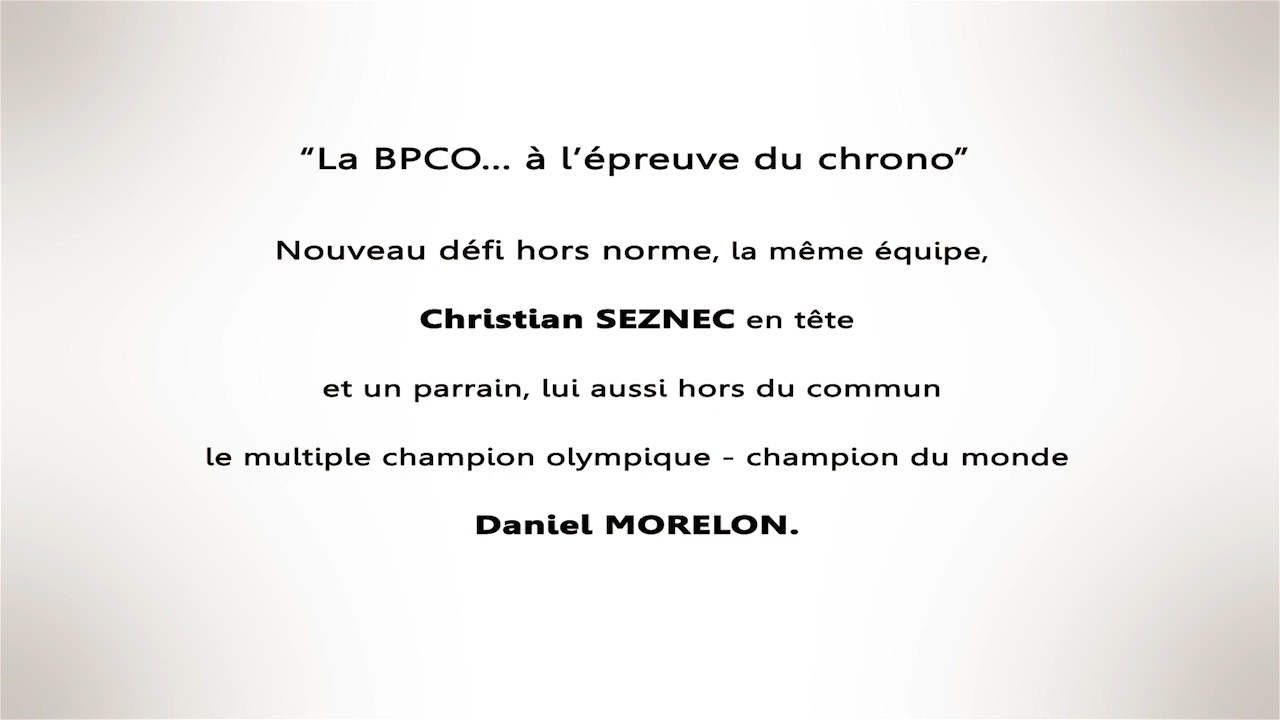 “La BPCO... à l’épreuve du chrono”
Nouveau défi hors norme, la même équipe,
Christian SEZNEC en tête
et un parrain, lui aussi hors du commun
le multiple champion olympique - champion du monde
Daniel MORELON.